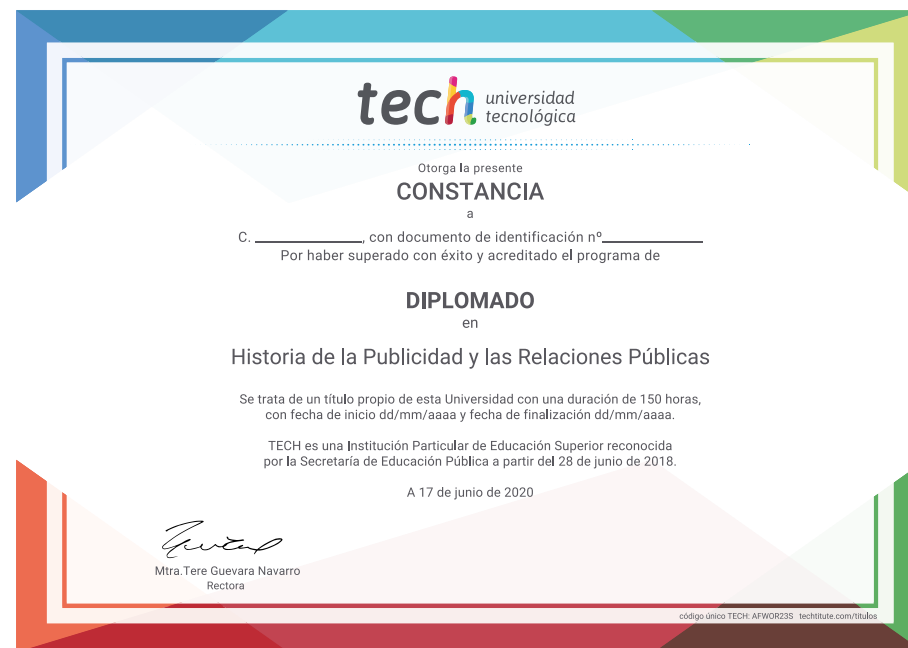 tech universidad
tecnológica
Otorga la presente
CONSTANCIA
a
C. ________________, con documento de identificación nº_______________
Por haber superado con éxito y acreditado el programa de
DIPLOMADO
en
Historia de la Publicidad y las Relaciones Públicas
Se trata de un título propio de esta Universidad con una duración de 150 horas,
con fecha de inicio dd/mm/aaaa y fecha de finalización dd/mm/aaaa.
TECH es una Institución Particular de Educación Superior reconocida
por la Secretaría de Educación Pública a partir del 28 de junio de 2018.
A 17 de junio de 2020
Mtra.Tere Guevara Navarro
Rectora
código único TECH: AFWOR23S techtitute.com/titulos